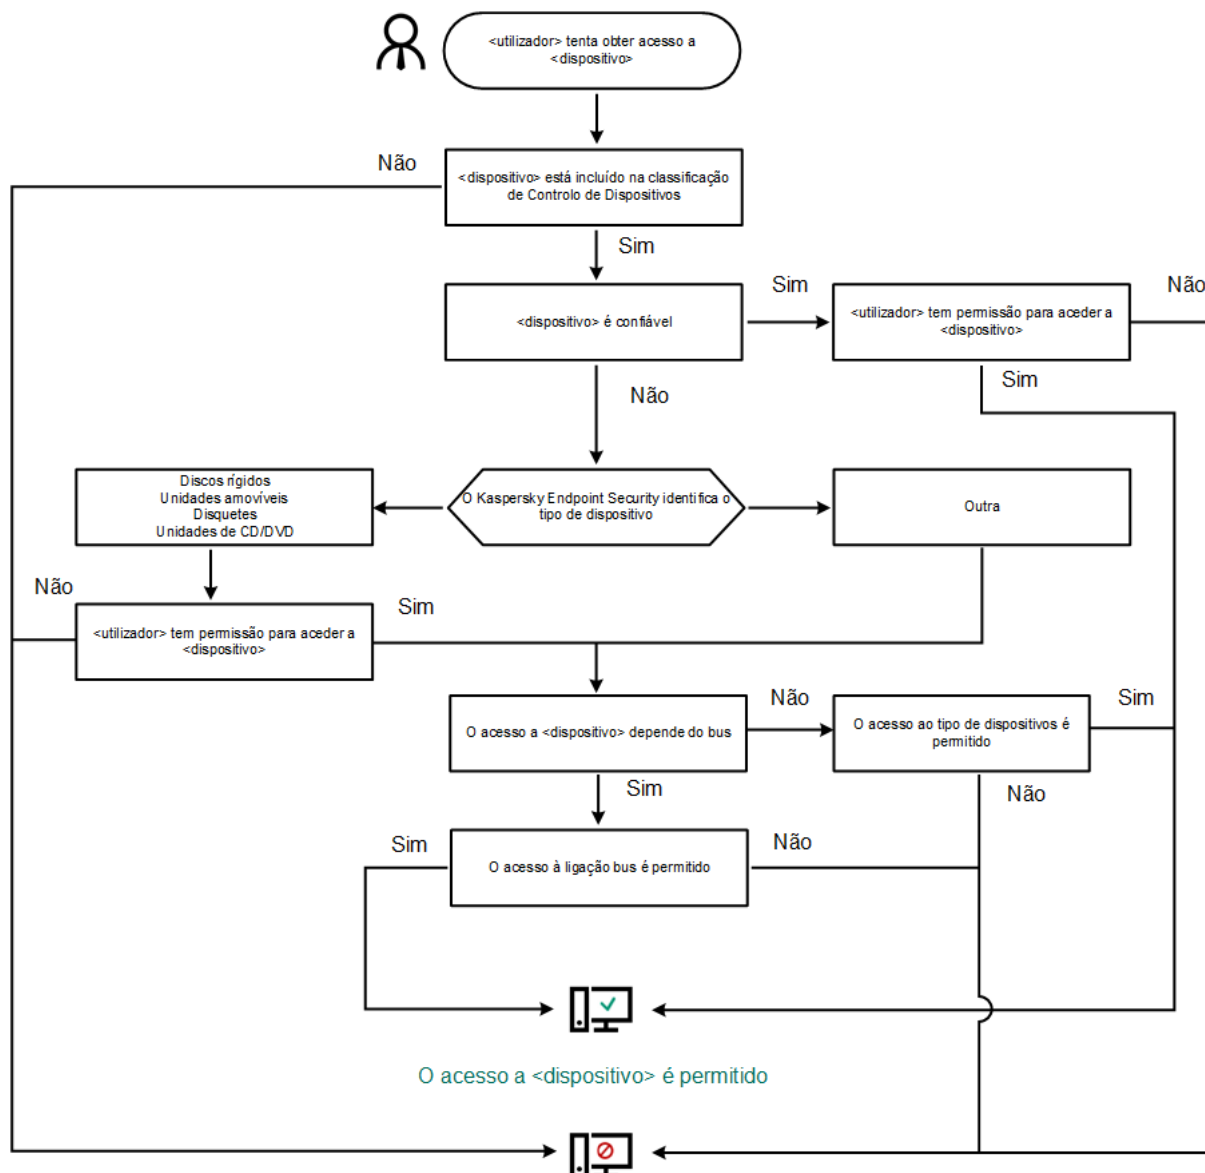 <utilizador> tenta obter acesso a
<dispositivo>
Não
<dispositivo> está incluído na classificação
de Controlo de Dispositivos
Sim
<dispositivo> é confiável
Sim
<utilizador> tem permissão para aceder a
<dispositivo>
Não
Sim
Não
Discos rígidos
Unidades amovíveis
Disquetes
Unidades de CD/DVD
O Kaspersky Endpoint Security identifica o
tipo de dispositivo
Outra
Não
<utilizador> tem permissão para aceder a
<dispositivo>
Sim
O acesso a <dispositivo> depende do bus
Não
O acesso ao tipo de dispositivos é
permitido
Sim
Sim
Não
Sim
O acesso à ligação bus é permitido
Não
O acesso a <dispositivo> é permitido